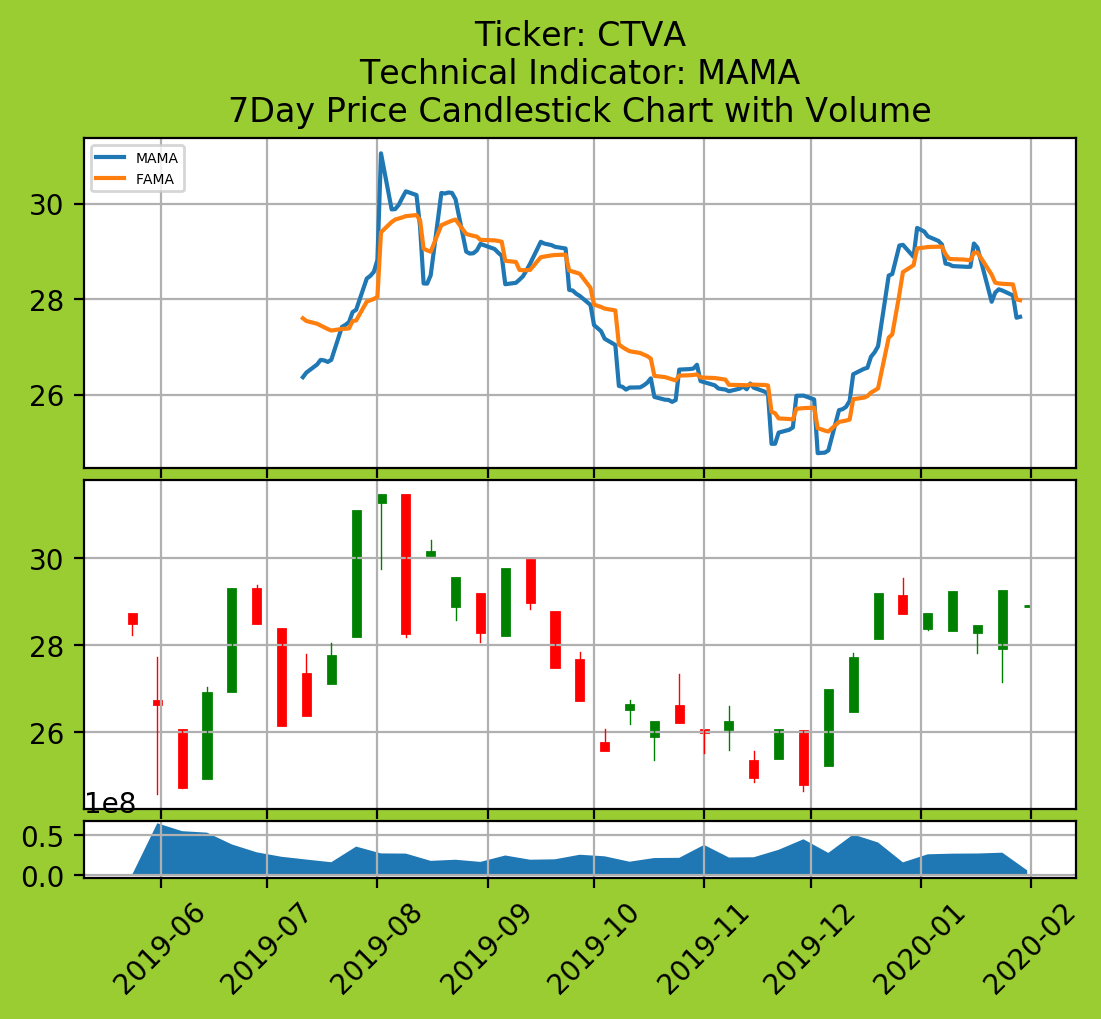 Ticker: CTVA
Technical Indicator: MAMA
7Day Price Candlestick Chart with Volume
MAMA
FAMA
30
28
26
30
28
26
1e8
0.5
0.0
2019-06
2019-07
2019-08
2019-09
2019-10
2019-11
2019-12
2020-01
2020-02